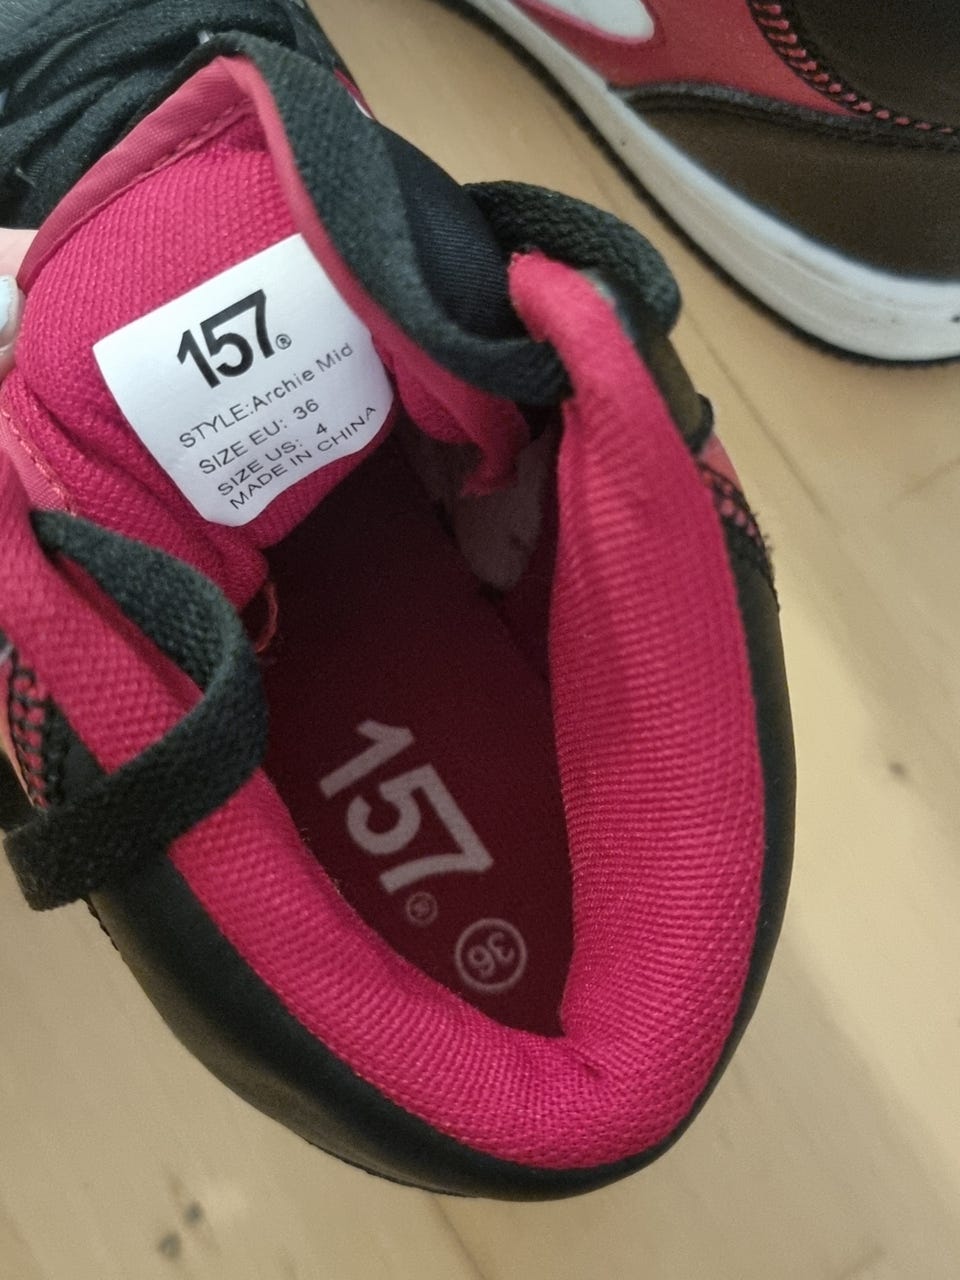 157®
STYLE:Archie Mid
SIZE EU: 36
SIZE US: 4
MADE IN CHINA
157®
36